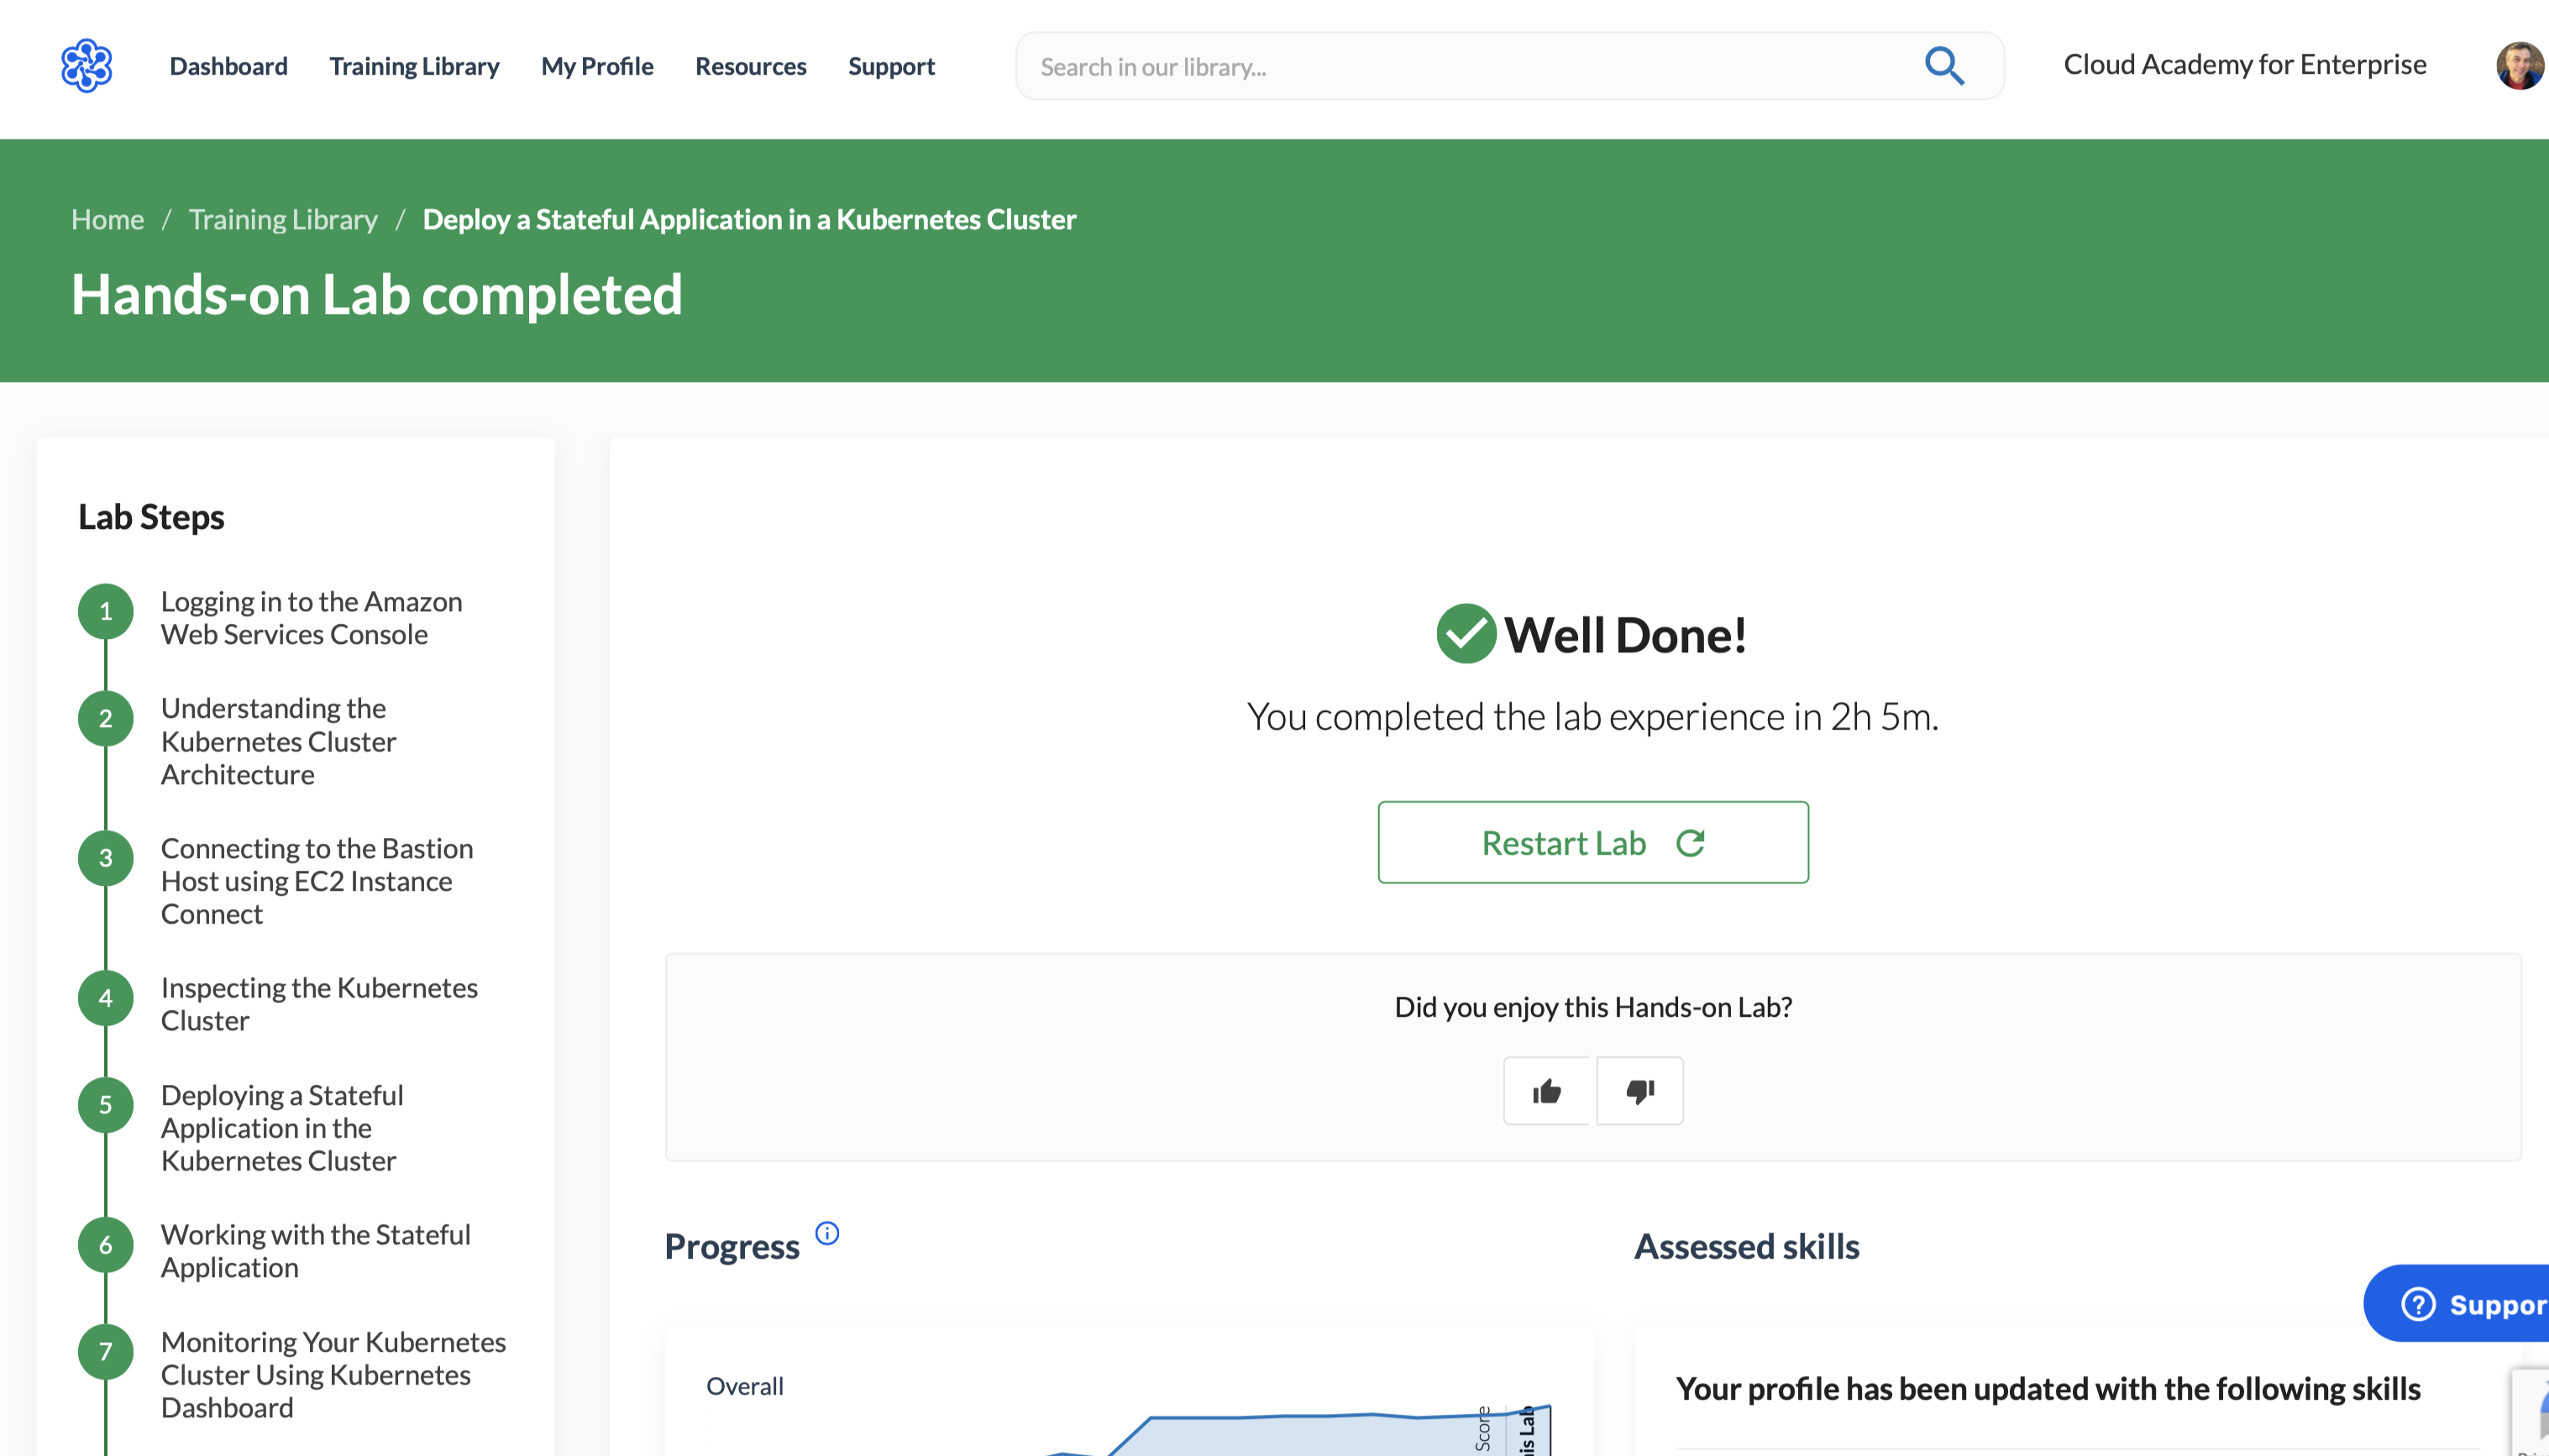 Dashboard Training Library My Profile Resources Support Search in our library... Cloud Academy for Enterprise
Home / Training Library / Deploy a Stateful Application in a Kubernetes Cluster
Hands-on Lab completed
Lab Steps
1 Logging in to the Amazon
Web Services Console
2 Understanding the
Kubernetes Cluster
Architecture
3 Connecting to the Bastion
Host using EC2 Instance
Connect
4 Inspecting the Kubernetes
Cluster
5 Deploying a Stateful
Application in the
Kubernetes Cluster
6 Working with the Stateful
Application
7 Monitoring Your Kubernetes
Cluster Using Kubernetes
Dashboard
Well Done!
You completed the lab experience in 2h 5m.
Restart Lab
Did you enjoy this Hands-on Lab?
Progress
Overall
Score
is Lab
Assessed skills
Your profile has been updated with the following skills
Suppor